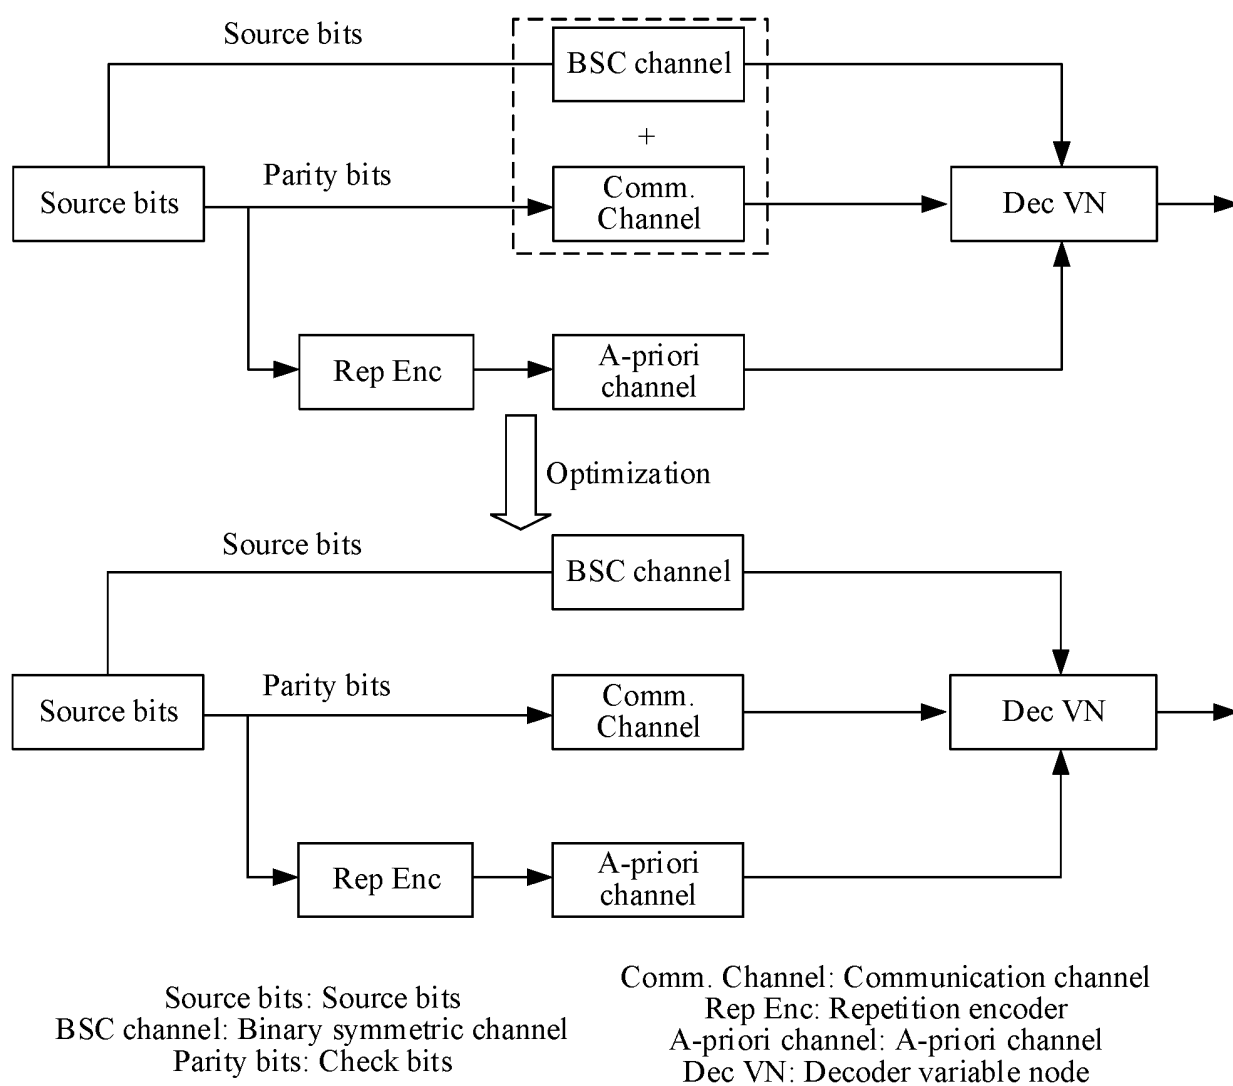 Source bits
BSC channel
+
Parity bits
Source bits
Comm.
Channel
Dec VN
Rep Enc
A-priori
channel
Optimization
Source bits
BSC channel
Parity bits
Source bits
Comm.
Channel
Dec VN
Rep Enc
A-priori
channel
Source bits: Source bits
BSC channel: Binary symmetric channel
Parity bits: Check bits
Comm. Channel: Communication channel
Rep Enc: Repetition encoder
A-priori channel: A-priori channel
Dec VN: Decoder variable node